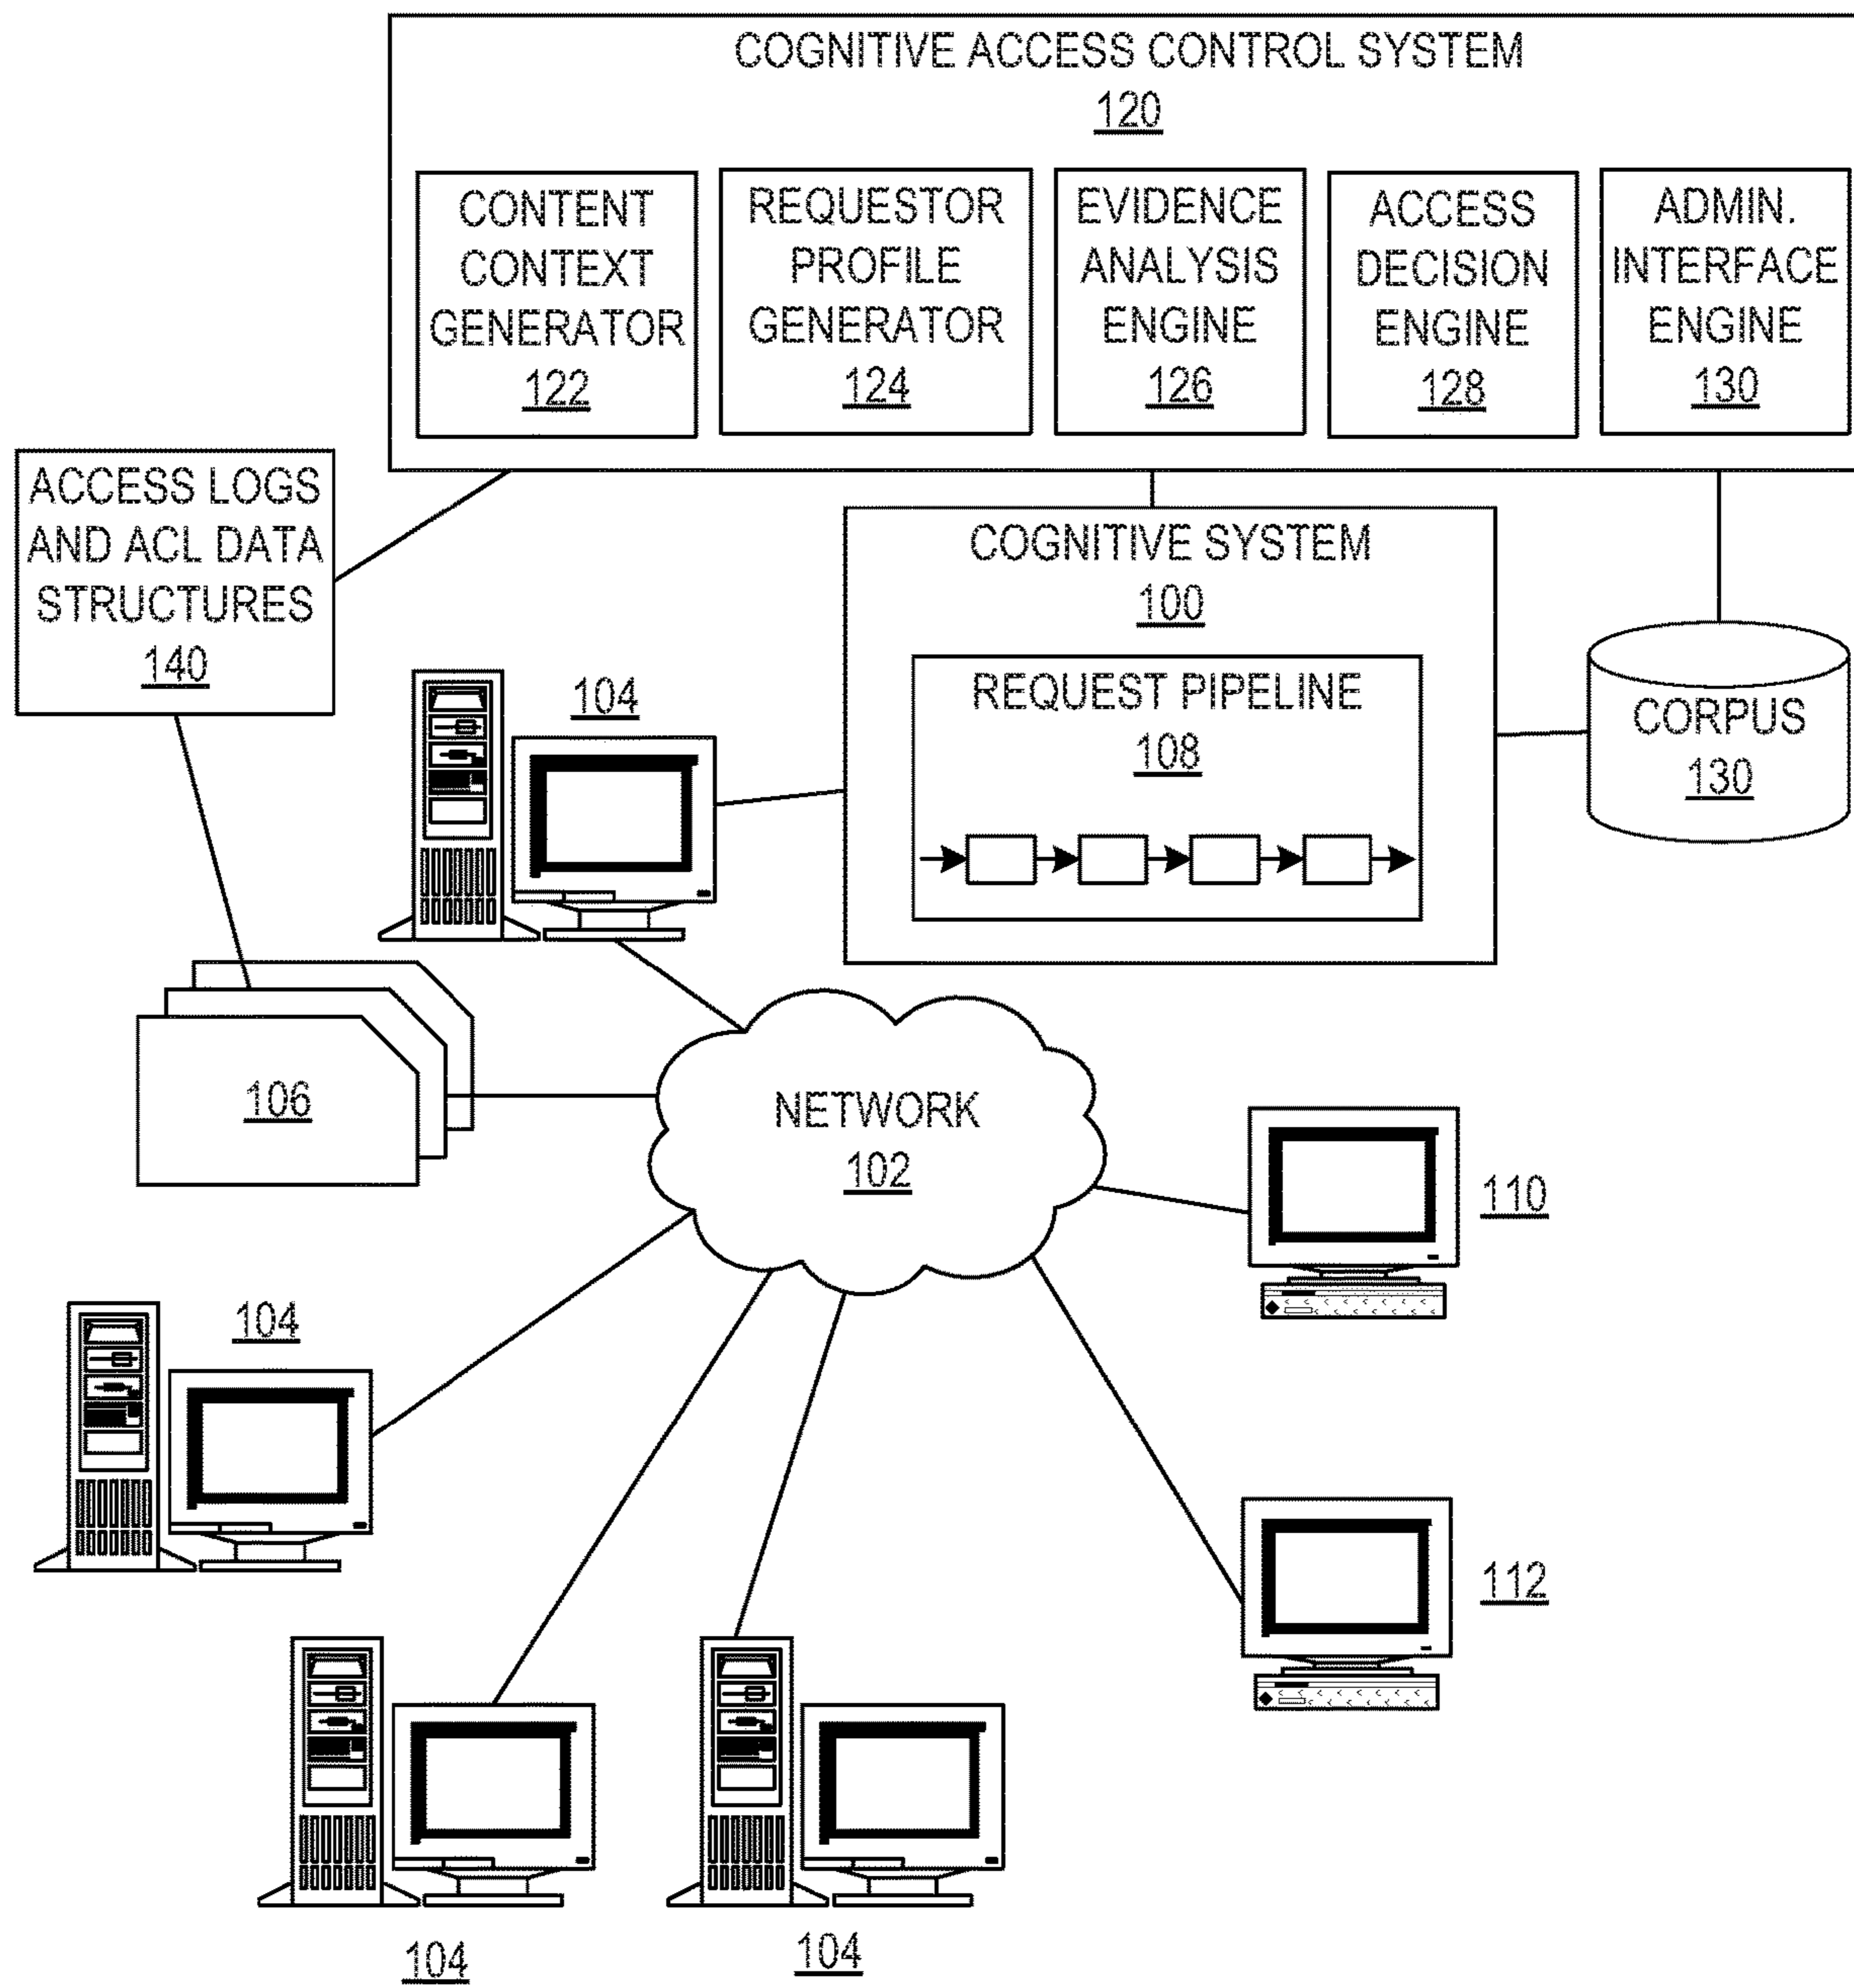 COGNITIVE ACCESS CONTROL SYSTEM
120
CONTENT
CONTEXT
GENERATOR
122
REQUESTOR
PROFILE
GENERATOR
124
EVIDENCE
ANALYSIS
ENGINE
126
ACCESS
DECISION
ENGINE
128
ADMIN.
INTERFACE
ENGINE
130
ACCESS LOGS
AND ACL DATA
STRUCTURES
140
COGNITIVE SYSTEM
100
REQUEST PIPELINE
108
CORPUS
130
104
106
NETWORK
102
110
104
112
104
104